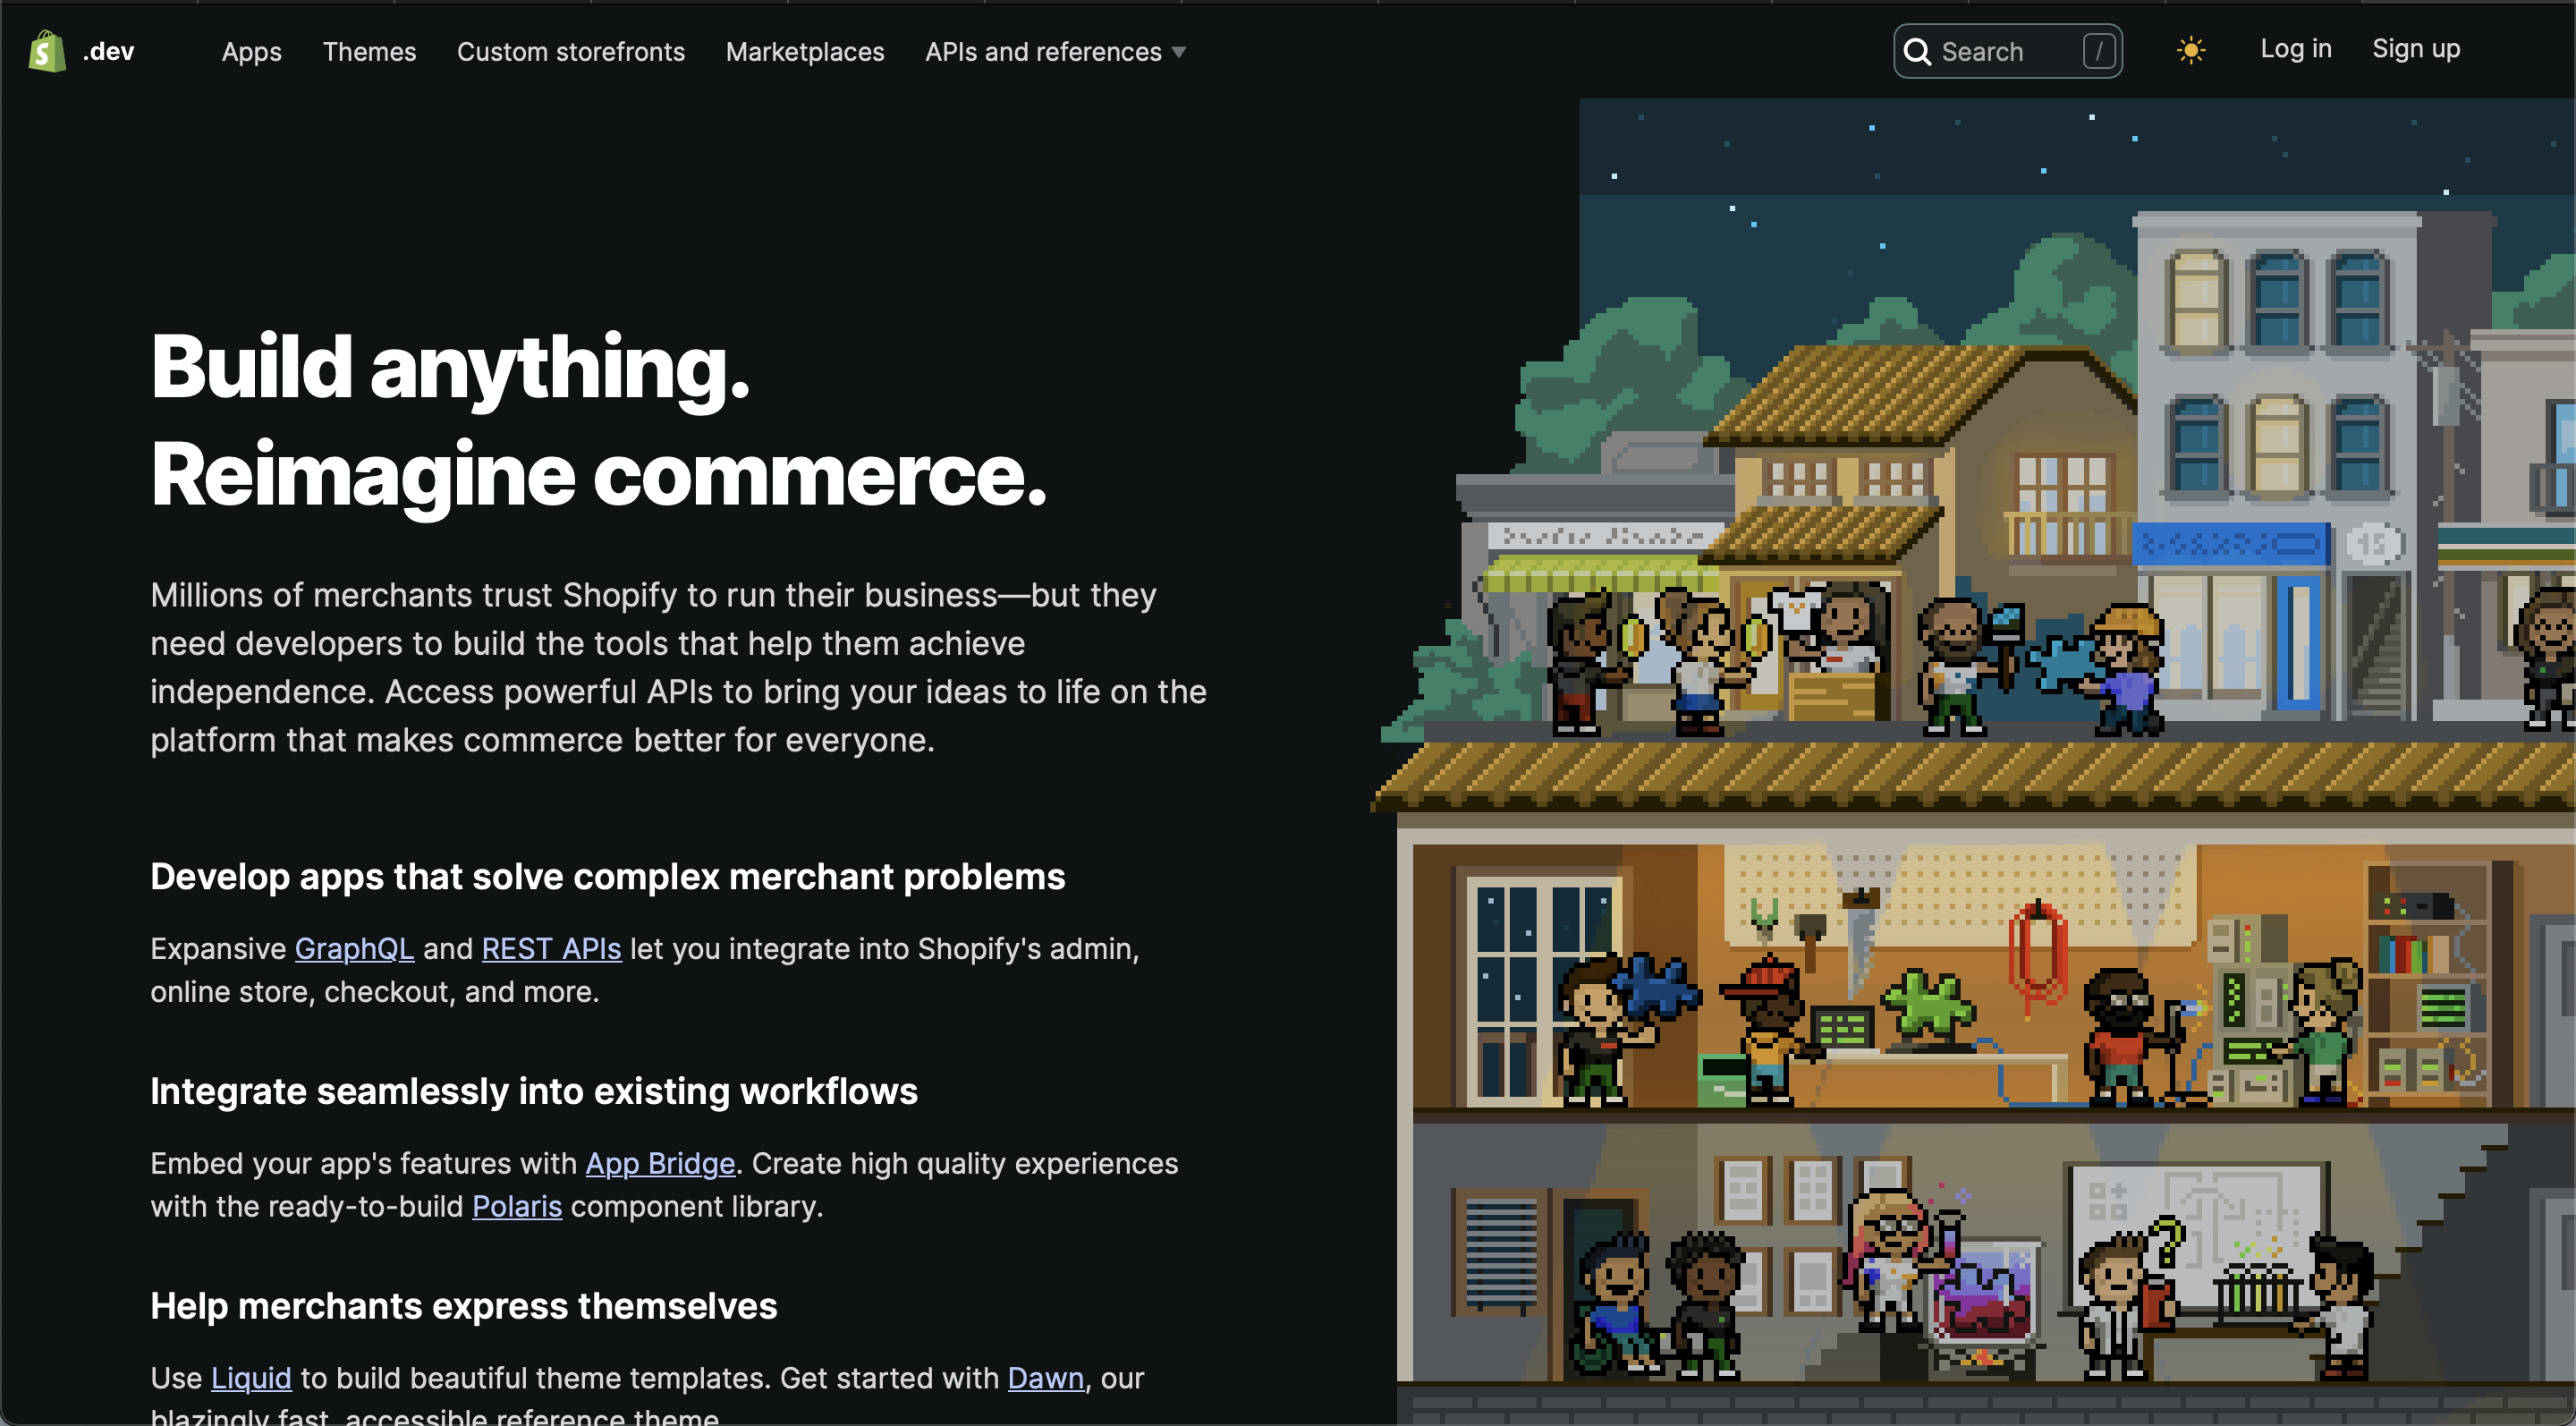 .dev
Apps
Themes
Custom storefronts
Marketplaces
APIs and references
Search
/
Log in
Sign up
Build anything.
Reimagine commerce.
Millions of merchants trust Shopify to run their business—but they
need developers to build the tools that help them achieve
independence. Access powerful APIs to bring your ideas to life on the
platform that makes commerce better for everyone.
Develop apps that solve complex merchant problems
Expansive GraphQL and REST APIs let you integrate into Shopify's admin,
online store, checkout, and more.
Integrate seamlessly into existing workflows
Embed your app's features with App Bridge. Create high quality experiences
with the ready-to-build Polaris component library.
Help merchants express themselves
Use Liquid to build beautiful theme templates. Get started with Dawn, our
blazingly fast, accessible reference theme.
15
?